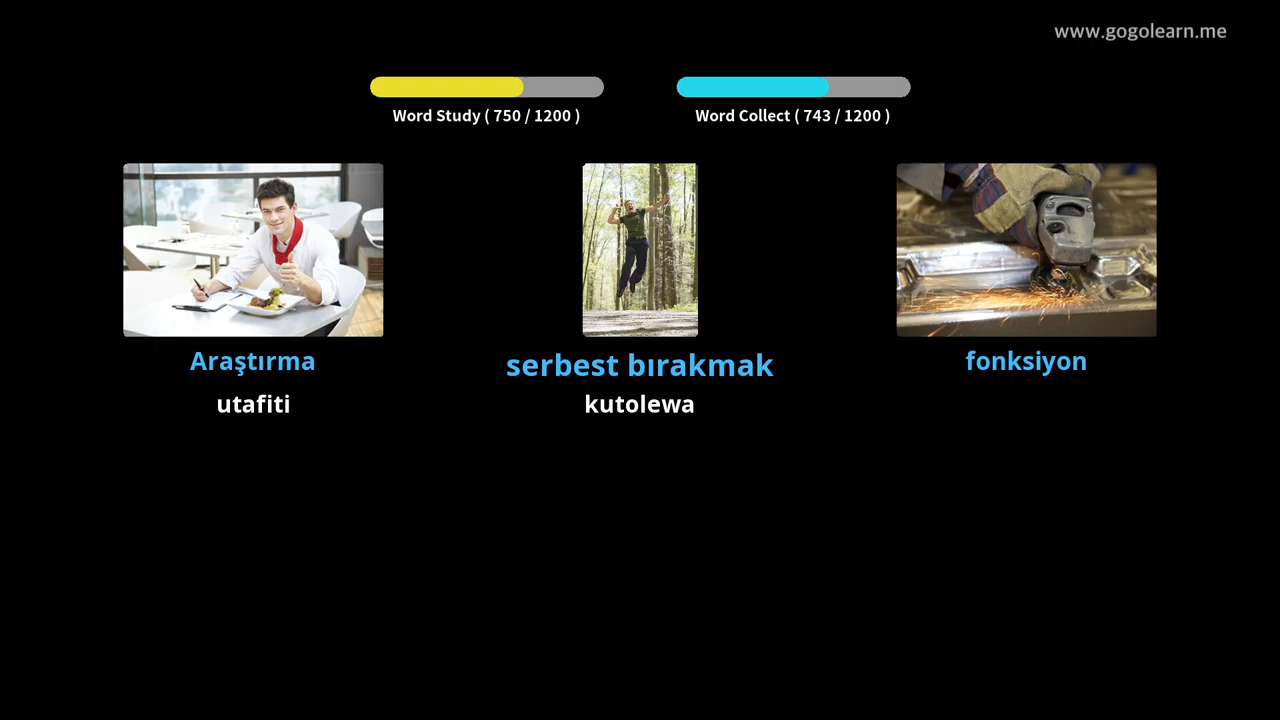 www.gogolearn.me
Word Study ( 750 / 1200 )
Word Collect ( 743 / 1200 )
Araştırma
serbest bırakmak
fonksiyon
utafiti
kutolewa